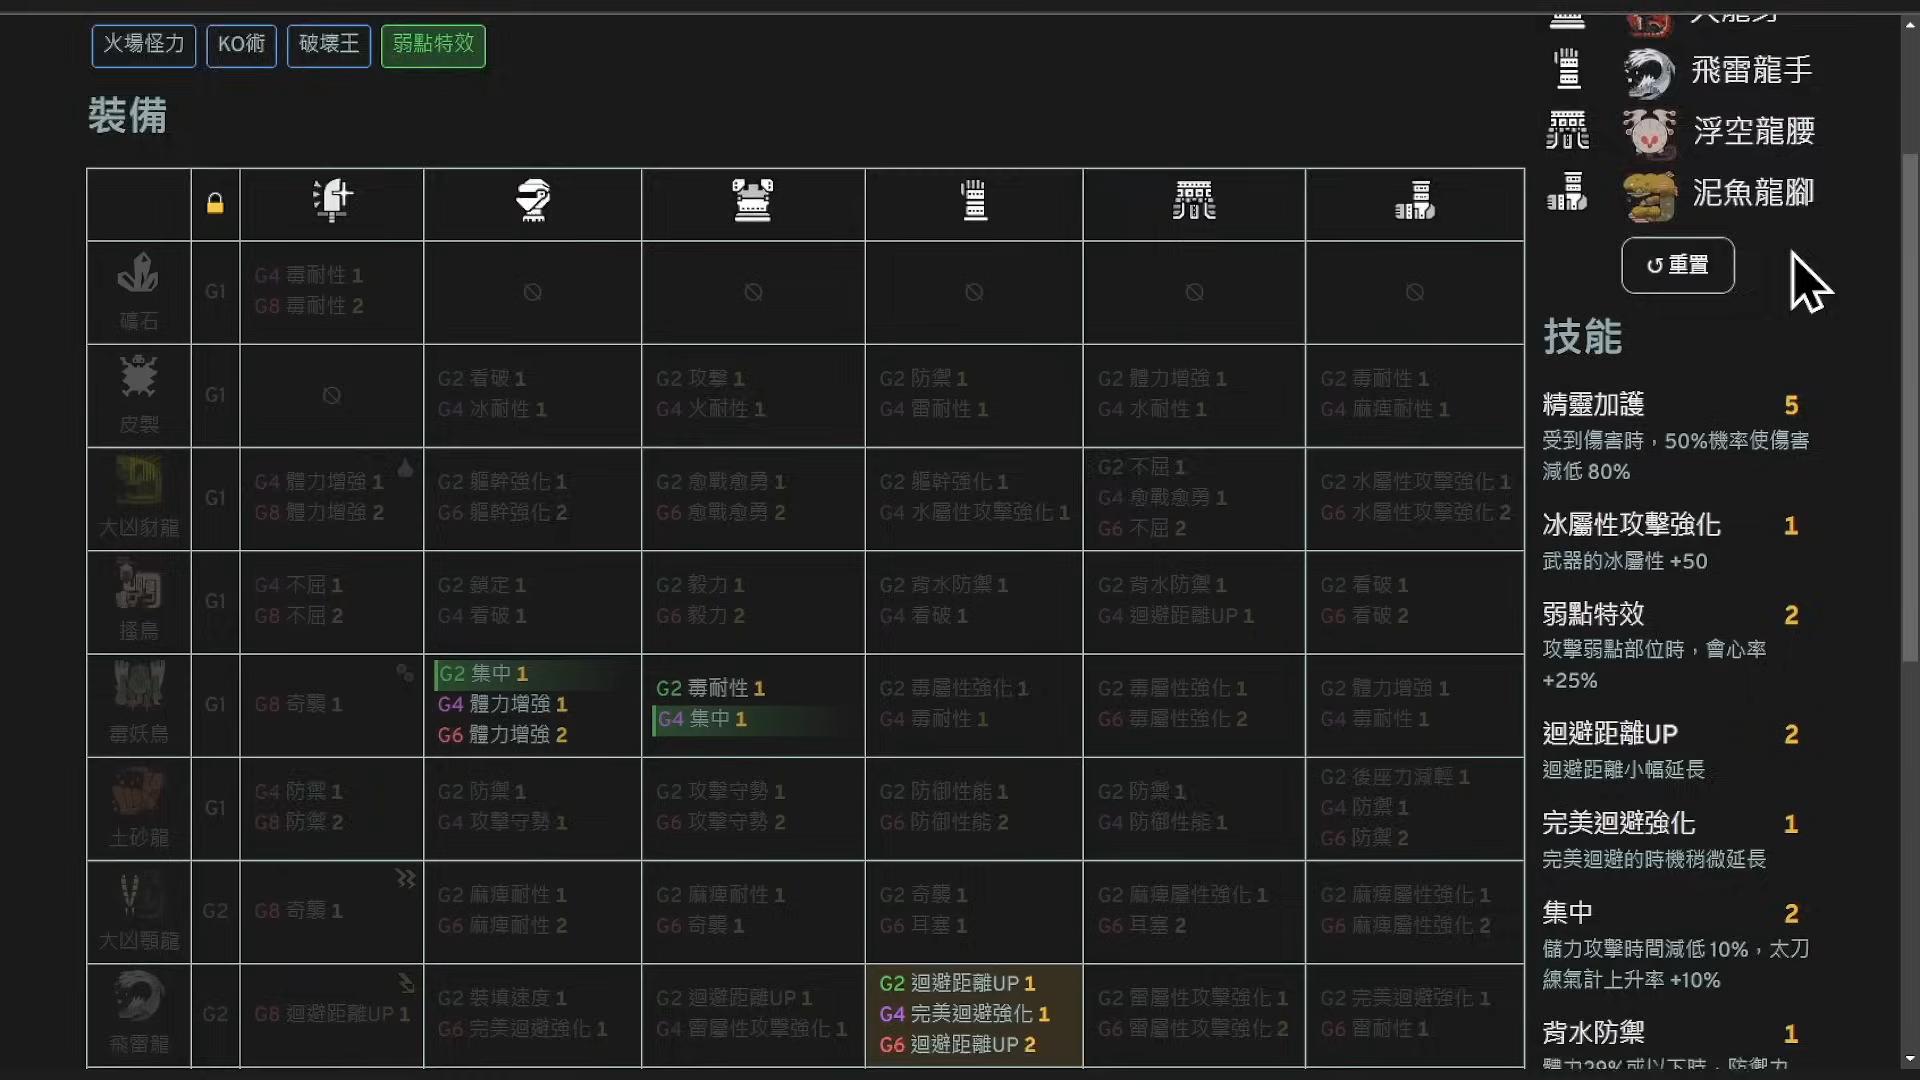 火場怪力 KO術 破壞王 弱點特效
裝備
礦石 G1
G4 毒耐性 1
G8 毒耐性 2
皮製 G1
G2 看破 1
G4 冰耐性 1
G2 攻擊 1
G4 火耐性 1
G2 防禦 1
G4 雷耐性 1
G2 體力增強 1
G4 水耐性 1
G2 毒耐性 1
G4 麻痺耐性 1
大凶豺龍 G1
G4 體力增強 1
G8 體力增強 2
G2 軀幹強化 1
G6 軀幹強化 2
G2 愈戰愈勇 1
G6 愈戰愈勇 2
G2 軀幹強化 1
G4 水屬性攻擊強化 1
G2 不屈 1
G4 愈戰愈勇 1
G6 不屈 2
G2 水屬性攻擊強化 1
G6 水屬性攻擊強化 2
搔鳥 G1
G4 不屈 1
G8 不屈 2
G2 鎖定 1
G4 看破 1
G2 毅力 1
G6 毅力 2
G2 背水防禦 1
G4 看破 1
G2 背水防禦 1
G4 迴避距離UP 1
G2 看破 1
G6 看破 2
毒妖鳥 G1
G8 奇襲 1
G2 集中 1
G4 體力增強 1
G6 體力增強 2
G2 毒耐性 1
G4 集中 1
G2 毒屬性強化 1
G4 毒耐性 1
G2 毒屬性強化 1
G6 毒屬性強化 2
G2 體力增強 1
G4 毒耐性 1
土砂龍 G1
G4 防禦 1
G8 防禦 2
G2 防禦 1
G4 攻擊守勢 1
G2 攻擊守勢 1
G6 攻擊守勢 2
G2 防御性能 1
G6 防御性能 2
G2 防禦 1
G4 防御性能 1
G2 後座力減輕 1
G4 防禦 1
G6 防禦 2
大凶顎龍 G2
G8 奇襲 1
G2 麻痺耐性 1
G6 麻痺耐性 2
G2 麻痺耐性 1
G6 奇襲 1
G2 奇襲 1
G6 耳塞 1
G2 麻痺屬性強化 1
G6 耳塞 2
G2 麻痺屬性強化 1
G6 麻痺屬性強化 2
飛雷龍 G2
G8 迴避距離UP 1
G2 裝填速度 1
G6 完美迴避強化 1
G2 迴避距離UP 1
G4 雷屬性攻擊強化 1
G2 迴避距離UP 1
G4 完美迴避強化 1
G6 迴避距離UP 2
G2 雷屬性攻擊強化 1
G6 雷屬性攻擊強化 2
G2 完美迴避強化 1
G6 雷耐性 1
飛雷龍手
浮空龍腰
泥魚龍腳
↺ 重置
技能
精靈加護 5
受到傷害時，50%機率使傷害
減低 80%
冰屬性攻擊強化 1
武器的冰屬性 +50
弱點特效 2
攻擊弱點部位時，會心率
+25%
迴避距離UP 2
迴避距離小幅延長
完美迴避強化 1
完美迴避的時機稍微延長
集中 2
儲力攻擊時間減低 10%，太刀
練氣計上升率 +10%
背水防禦 1